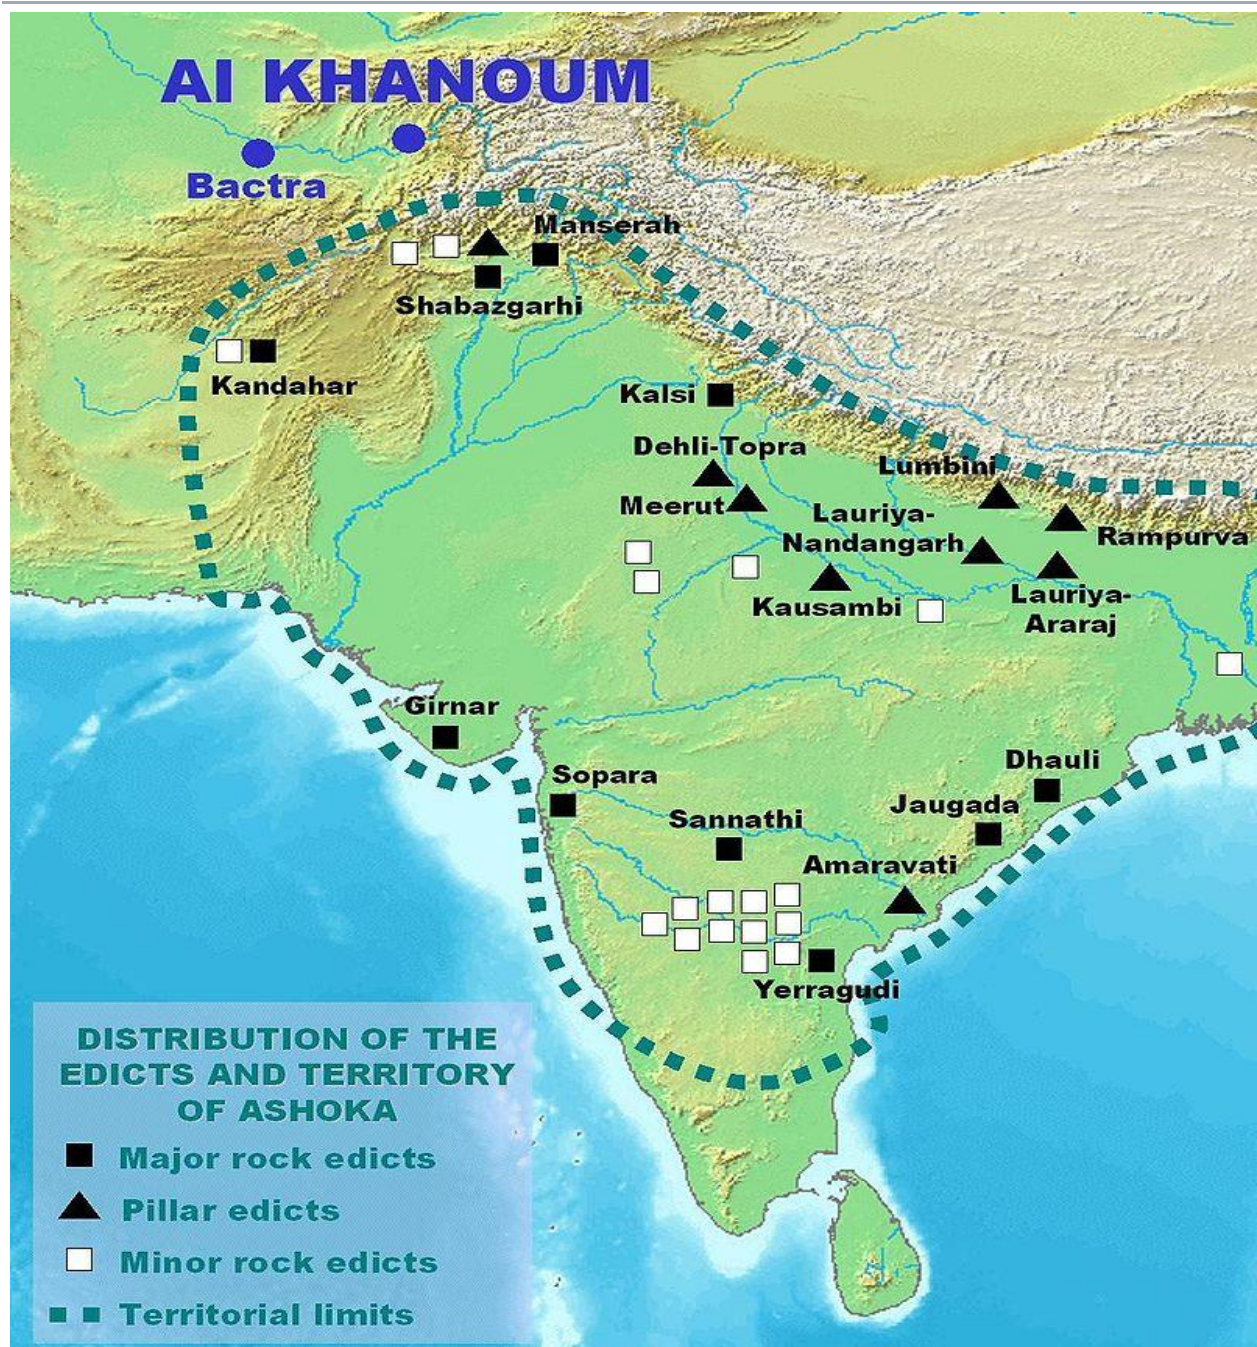 AI KHANOUM
Bactra
Manserah
Shabazgarhi
Kandahar
Kalsi
Dehli-Topra
Lumbini
Meerut
Lauriya-
Nandangarh
Rampurva
Kausambi
Lauriya-
Araraj
Girnar
Sopara
Dhauli
Jaugada
Sannathi
Amaravati
Yerragudi
DISTRIBUTION OF THE
EDICTS AND TERRITORY
OF ASHOKA
Major rock edicts
Pillar edicts
Minor rock edicts
Territorial limits